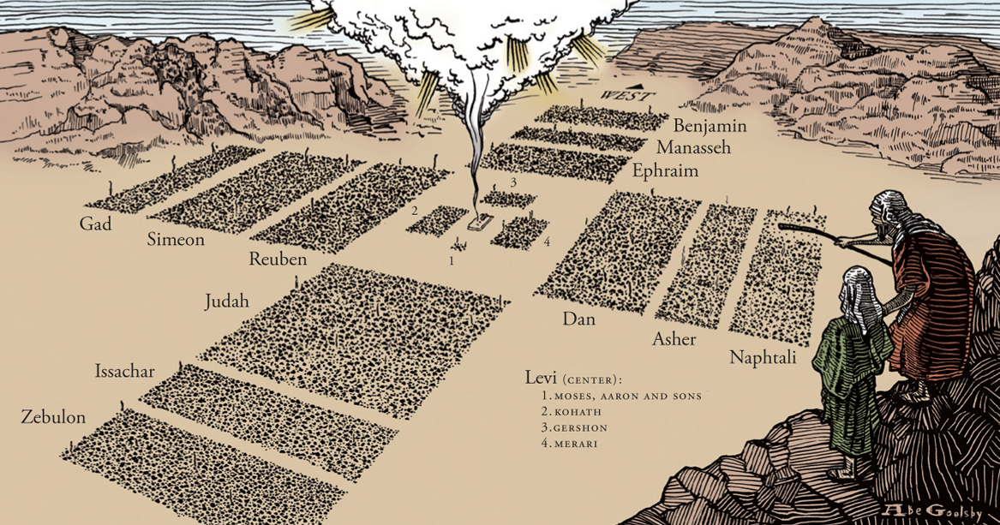 WEST
Benjamin
Manasseh
Ephraim
3
Gad
Simeon
Reuben
2
4
1
Judah
Issachar
Zebulon
Dan
Asher
Naphtali
Levi (CENTER):
1. MOSES, AARON AND SONS
2. KOHATH
3. GERSHON
4. MERARI
Abe Goolsby